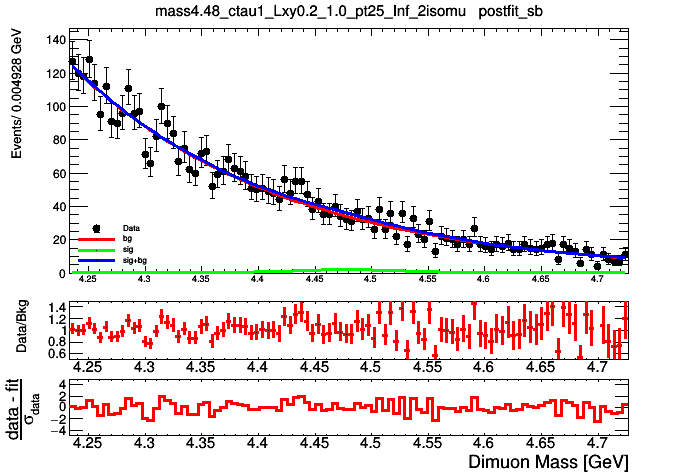 mass4.48_ctau1_Lxy0.2_1.0_pt25_Inf_2isomu postfit_sb
Events/ 0.004928 GeV
140
120
100
80
60
40
20
0
Data
bg
sig
sig+bg
4.25 4.3 4.35 4.4 4.45 4.5 4.55 4.6 4.65 4.7
Data/Bkg
1.4
1.2
1
0.8
0.6
4.25 4.3 4.35 4.4 4.45 4.5 4.55 4.6 4.65 4.7
data - fit
σdata
4
2
0
−2
−4
4.25 4.3 4.35 4.4 4.45 4.5 4.55 4.6 4.65 4.7
Dimuon Mass [GeV]